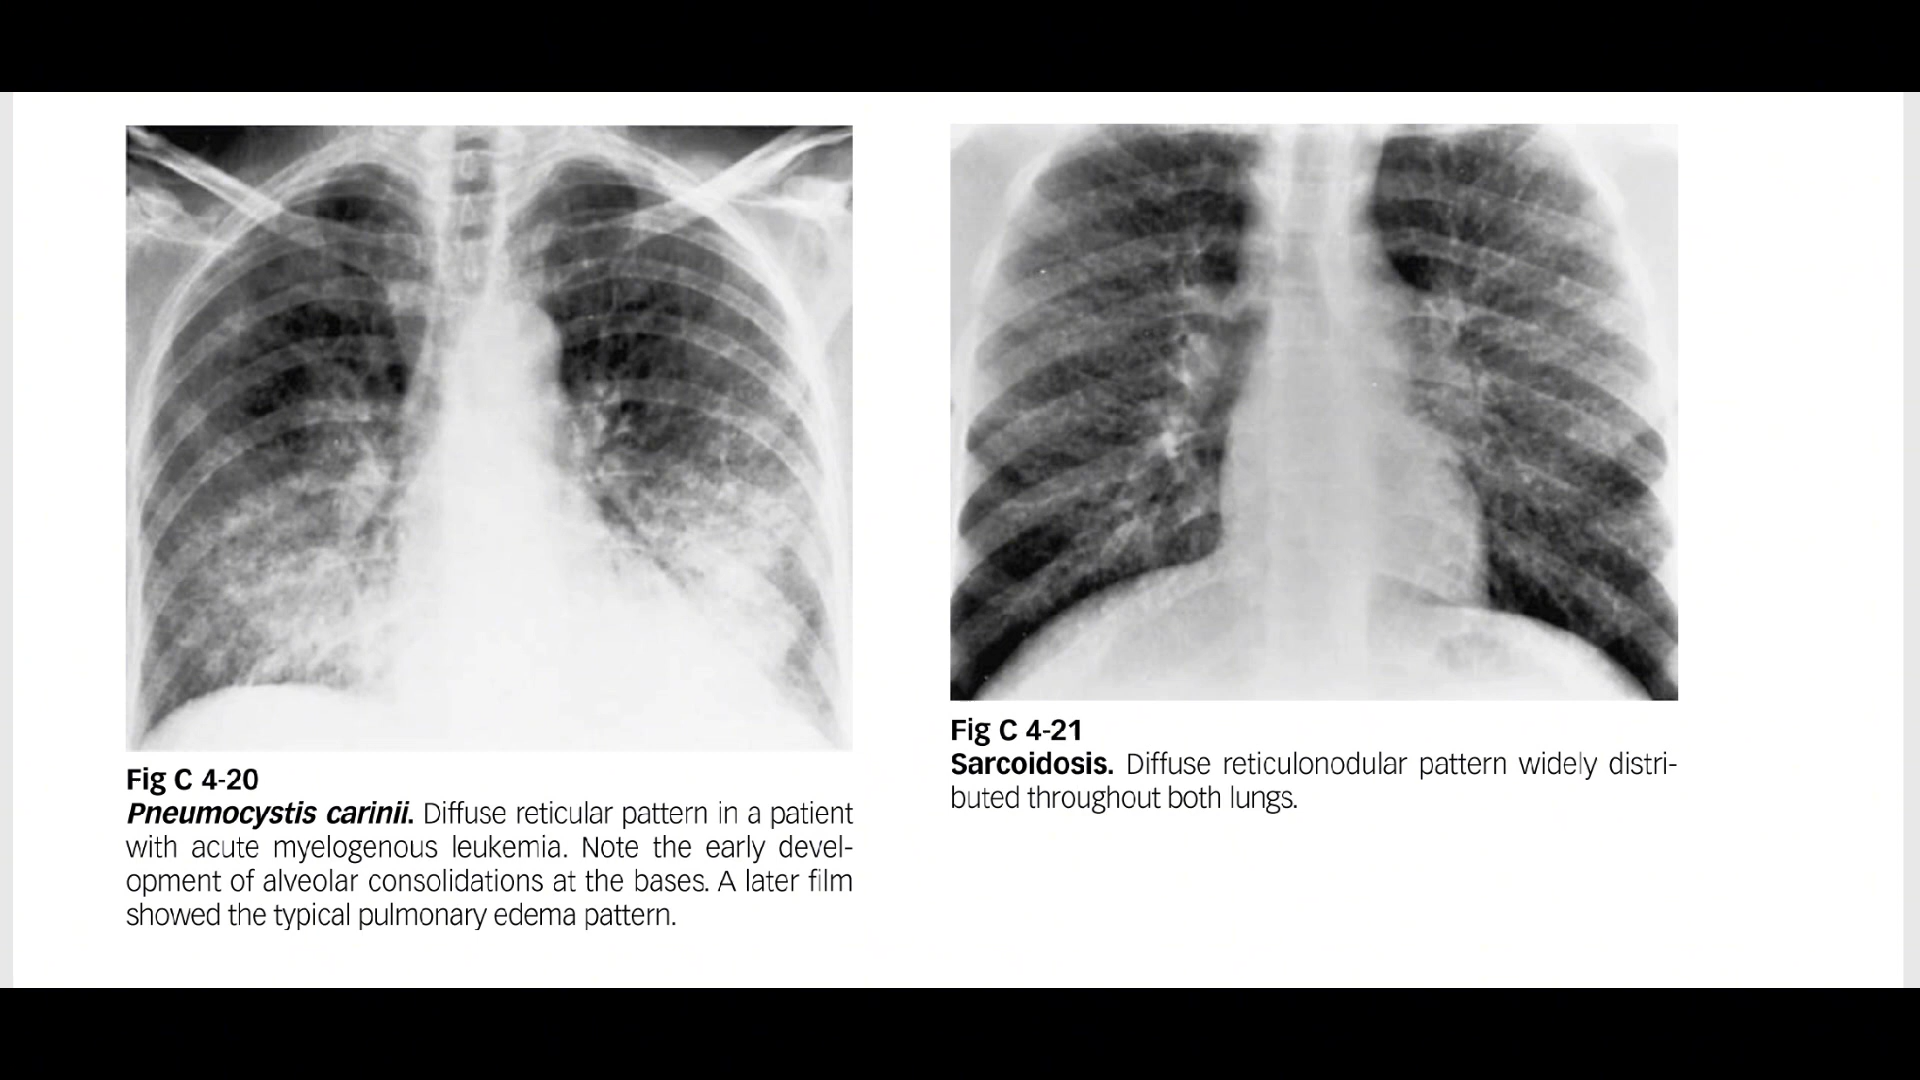 Fig C 4-20
Pneumocystis carinii. Diffuse reticular pattern in a patient
with acute myelogenous leukemia. Note the early devel-
opment of alveolar consolidations at the bases. A later film
showed the typical pulmonary edema pattern.
Fig C 4-21
Sarcoidosis. Diffuse reticulonodular pattern widely distri-
buted throughout both lungs.